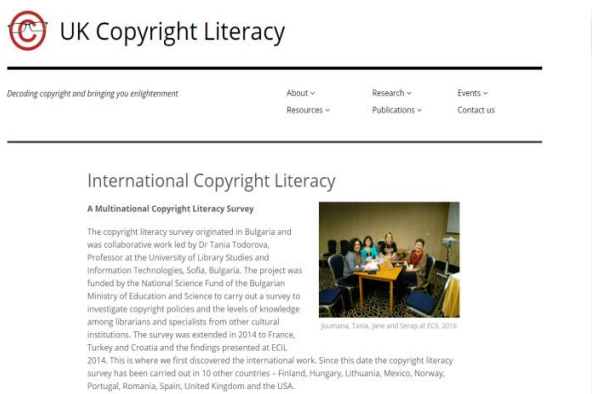 UK Copyright Literacy
Decoding copyright and bringing you enlightenment
About Research Events
Resources Publications Contact us
International Copyright Literacy
A Multinational Copyright Literacy Survey
The copyright literacy survey originated in Bulgaria and
was collaborative work led by Dr Tania Todorova,
Professor at the University of Library Studies and
Information Technologies, Sofia, Bulgaria. The project was
funded by the National Science Fund of the Bulgarian
Ministry of Education and Science to carry out a survey to
investigate copyright policies and the levels of knowledge
among librarians and specialists from other cultural
institutions. The survey was extended in 2014 to France,
Turkey and Croatia and the findings presented at ECIL
Joumana, Tania, Jane and Serap at ECIL 2016
2014. This is where we first discovered the international work. Since this date the copyright literacy
survey has been carried out in 10 other countries – Finland, Hungary, Lithuania, Mexico, Norway,
Portugal, Romania, Spain, United Kingdom and the USA.